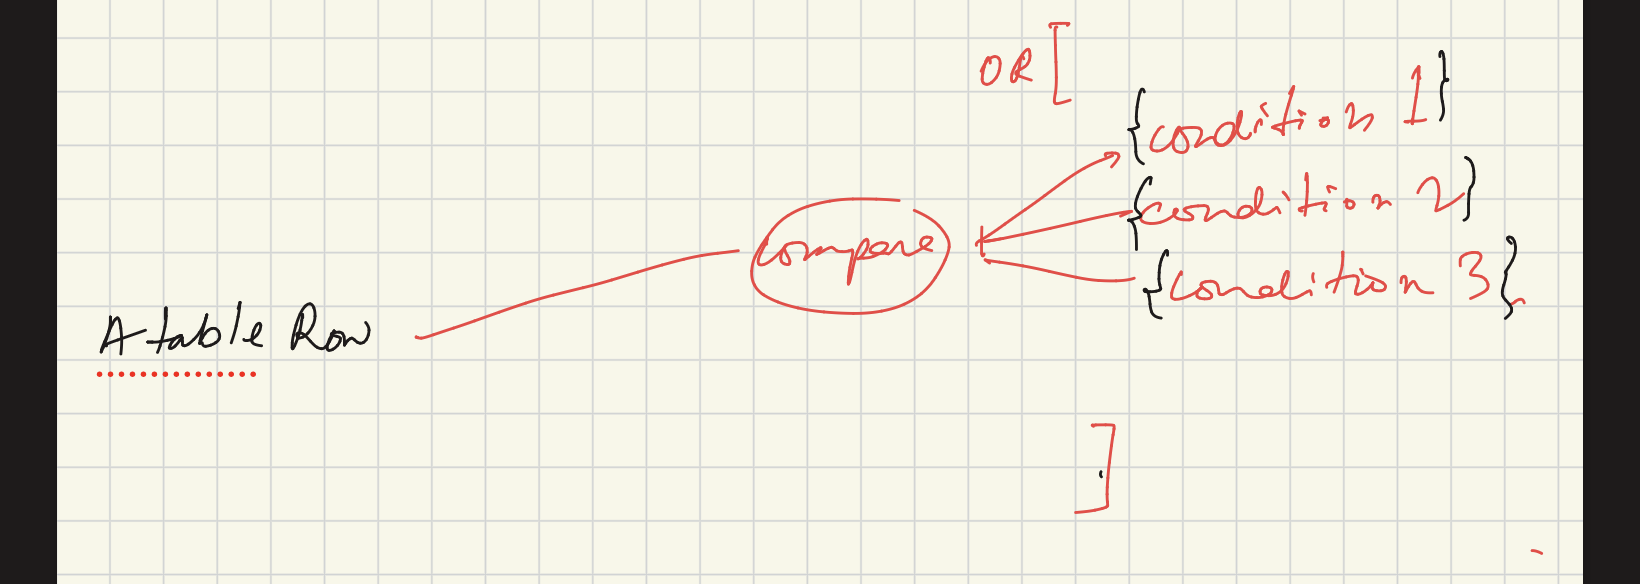 OR [
{condition 1}
{condition 2}
compare
{condition 3}
A table Row
]